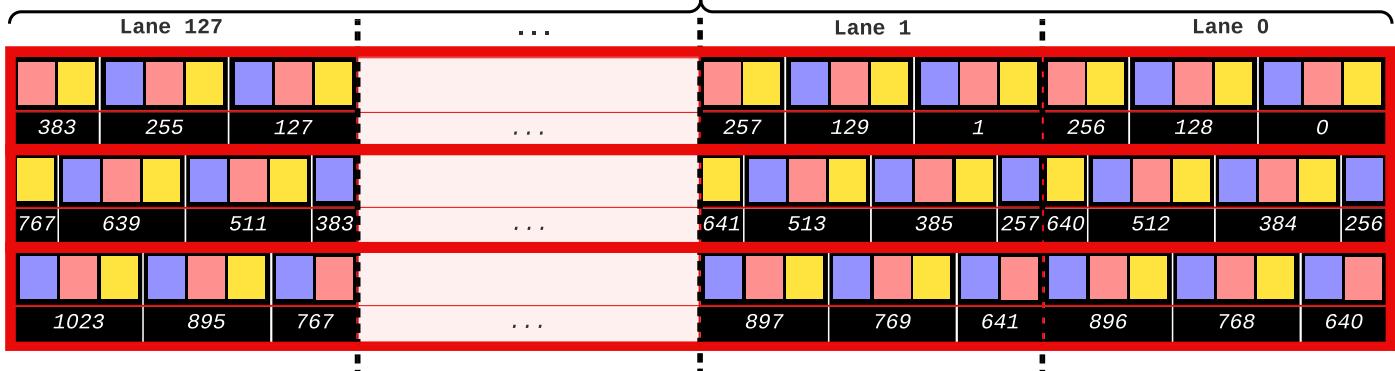 Lane 127 ... Lane 1 Lane 0
383 255 127 ... 257 129 1 256 128 0
767 639 511 383 ... 641 513 385 257 640 512 384 256
1023 895 767 ... 897 769 641 896 768 640